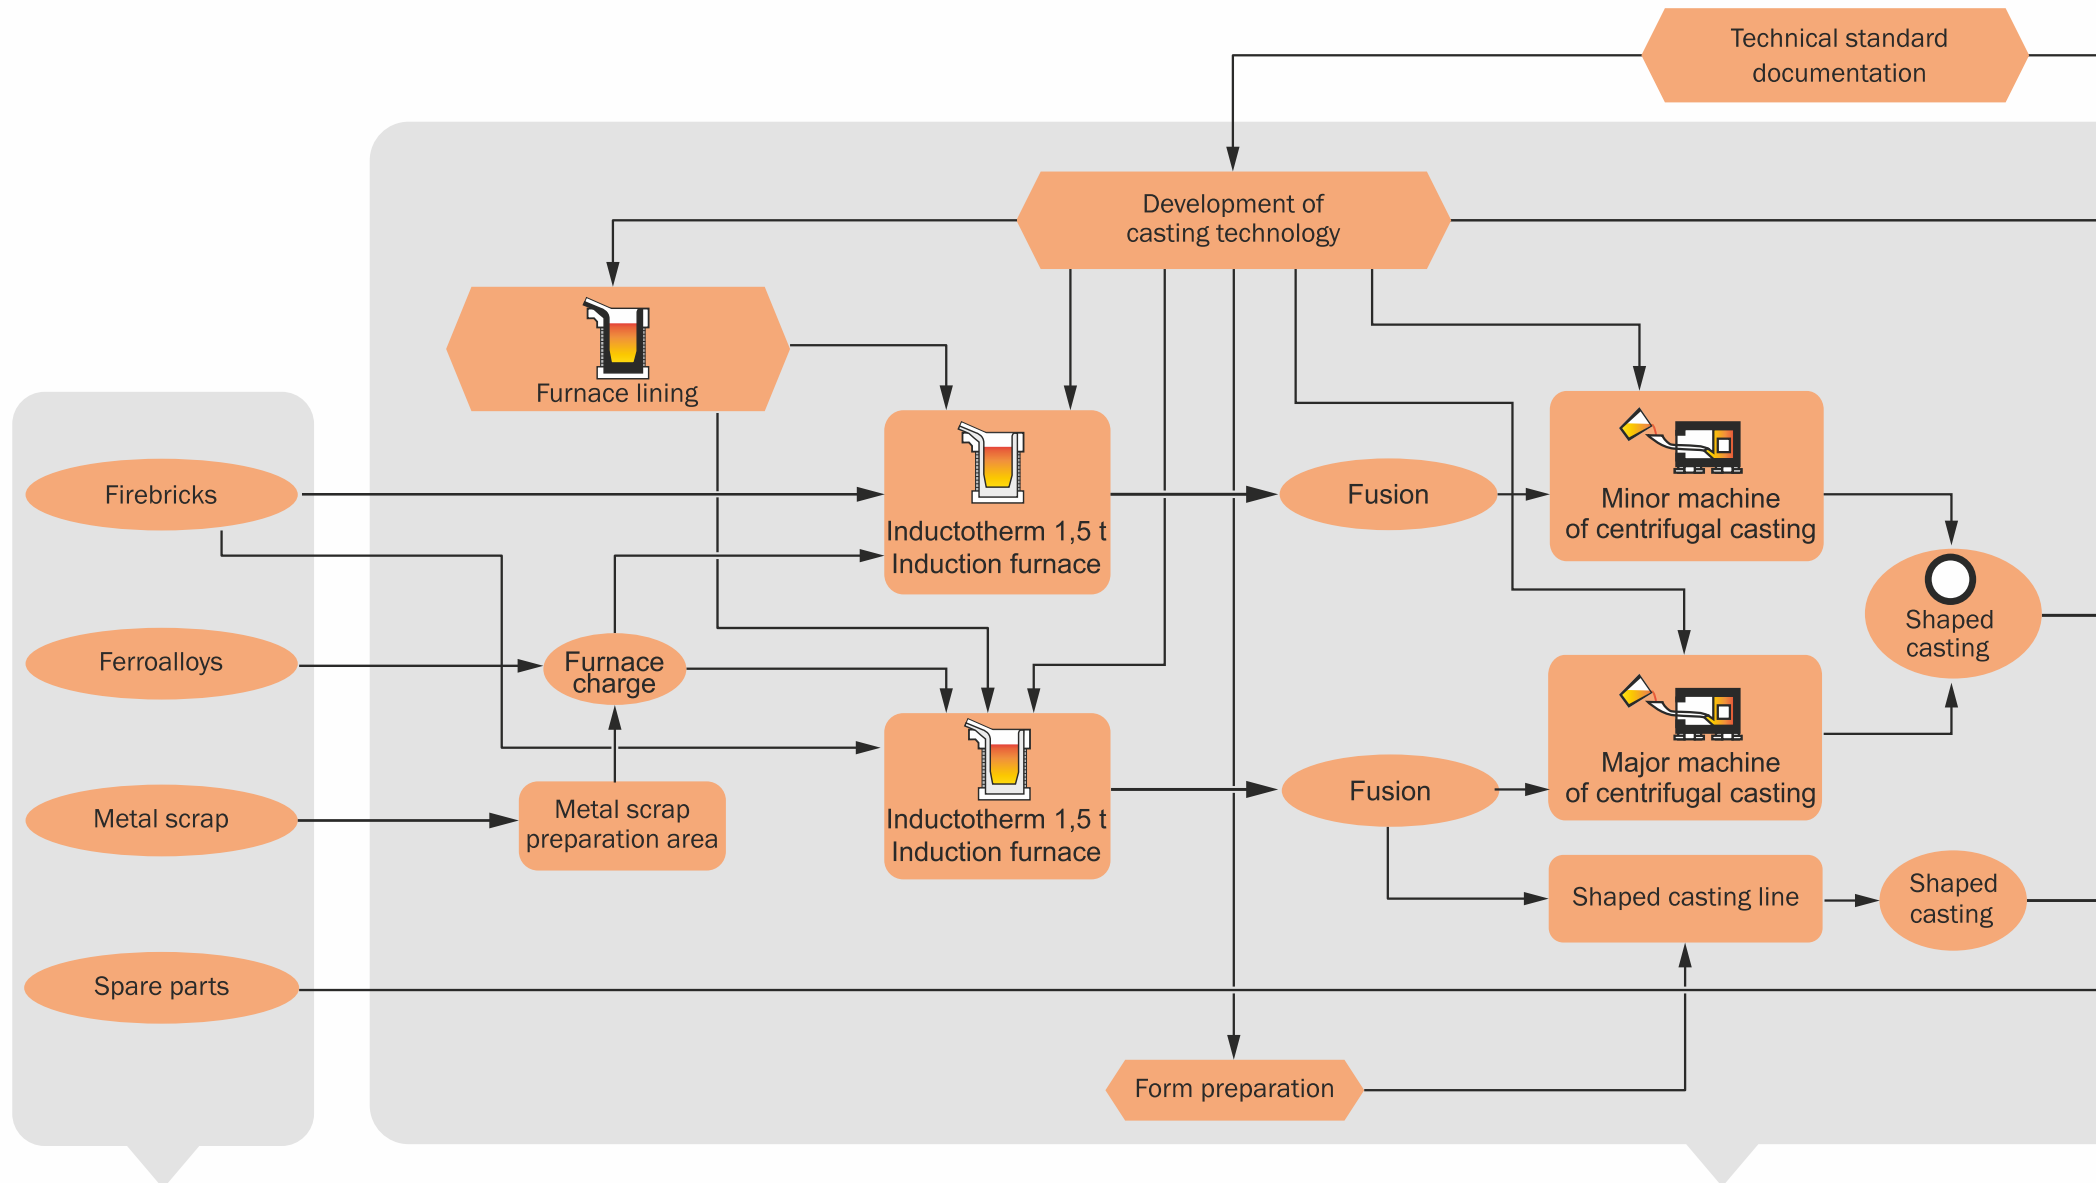 Technical standard
documentation
Development of
casting technology
Furnace lining
Firebricks
Inductotherm 1,5 t
Induction furnace
Fusion
Minor machine
of centrifugal casting
Shaped
casting
Ferroalloys
Furnace
charge
Metal scrap
Metal scrap
preparation area
Inductotherm 1,5 t
Induction furnace
Fusion
Major machine
of centrifugal casting
Shaped casting line
Shaped
casting
Spare parts
Form preparation